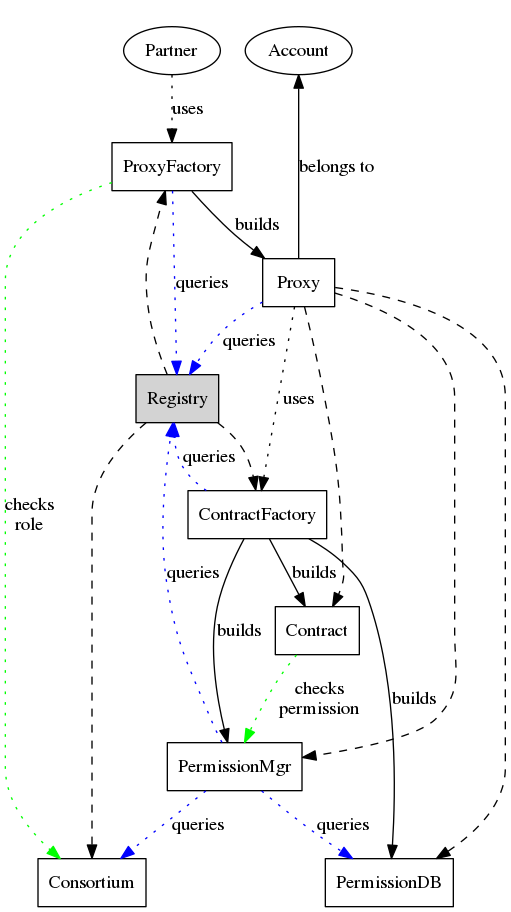 Partner
Account
uses
belongs to
ProxyFactory
builds
Proxy
queries
queries
Registry
uses
queries
ContractFactory
checks
role
queries
builds
builds
Contract
checks
permission
builds
PermissionMgr
queries
queries
Consortium
PermissionDB